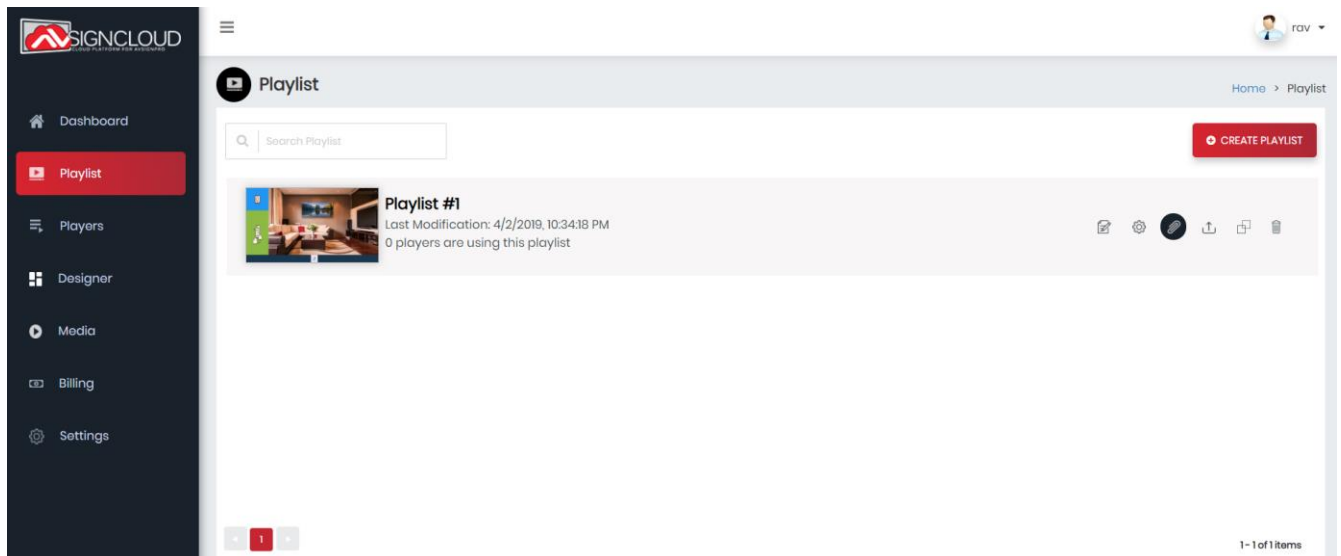 AVSIGNCLOUD
CLOUD PLATFORM FOR AVSIGNPRO
rav
Playlist
Home > Playlist
Dashboard
Playlist
Players
Designer
Media
Billing
Settings
Search Playlist
CREATE PLAYLIST
Playlist #1
Last Modification: 4/2/2019, 10:34:18 PM
0 players are using this playlist
1
1 - 1 of 1 items